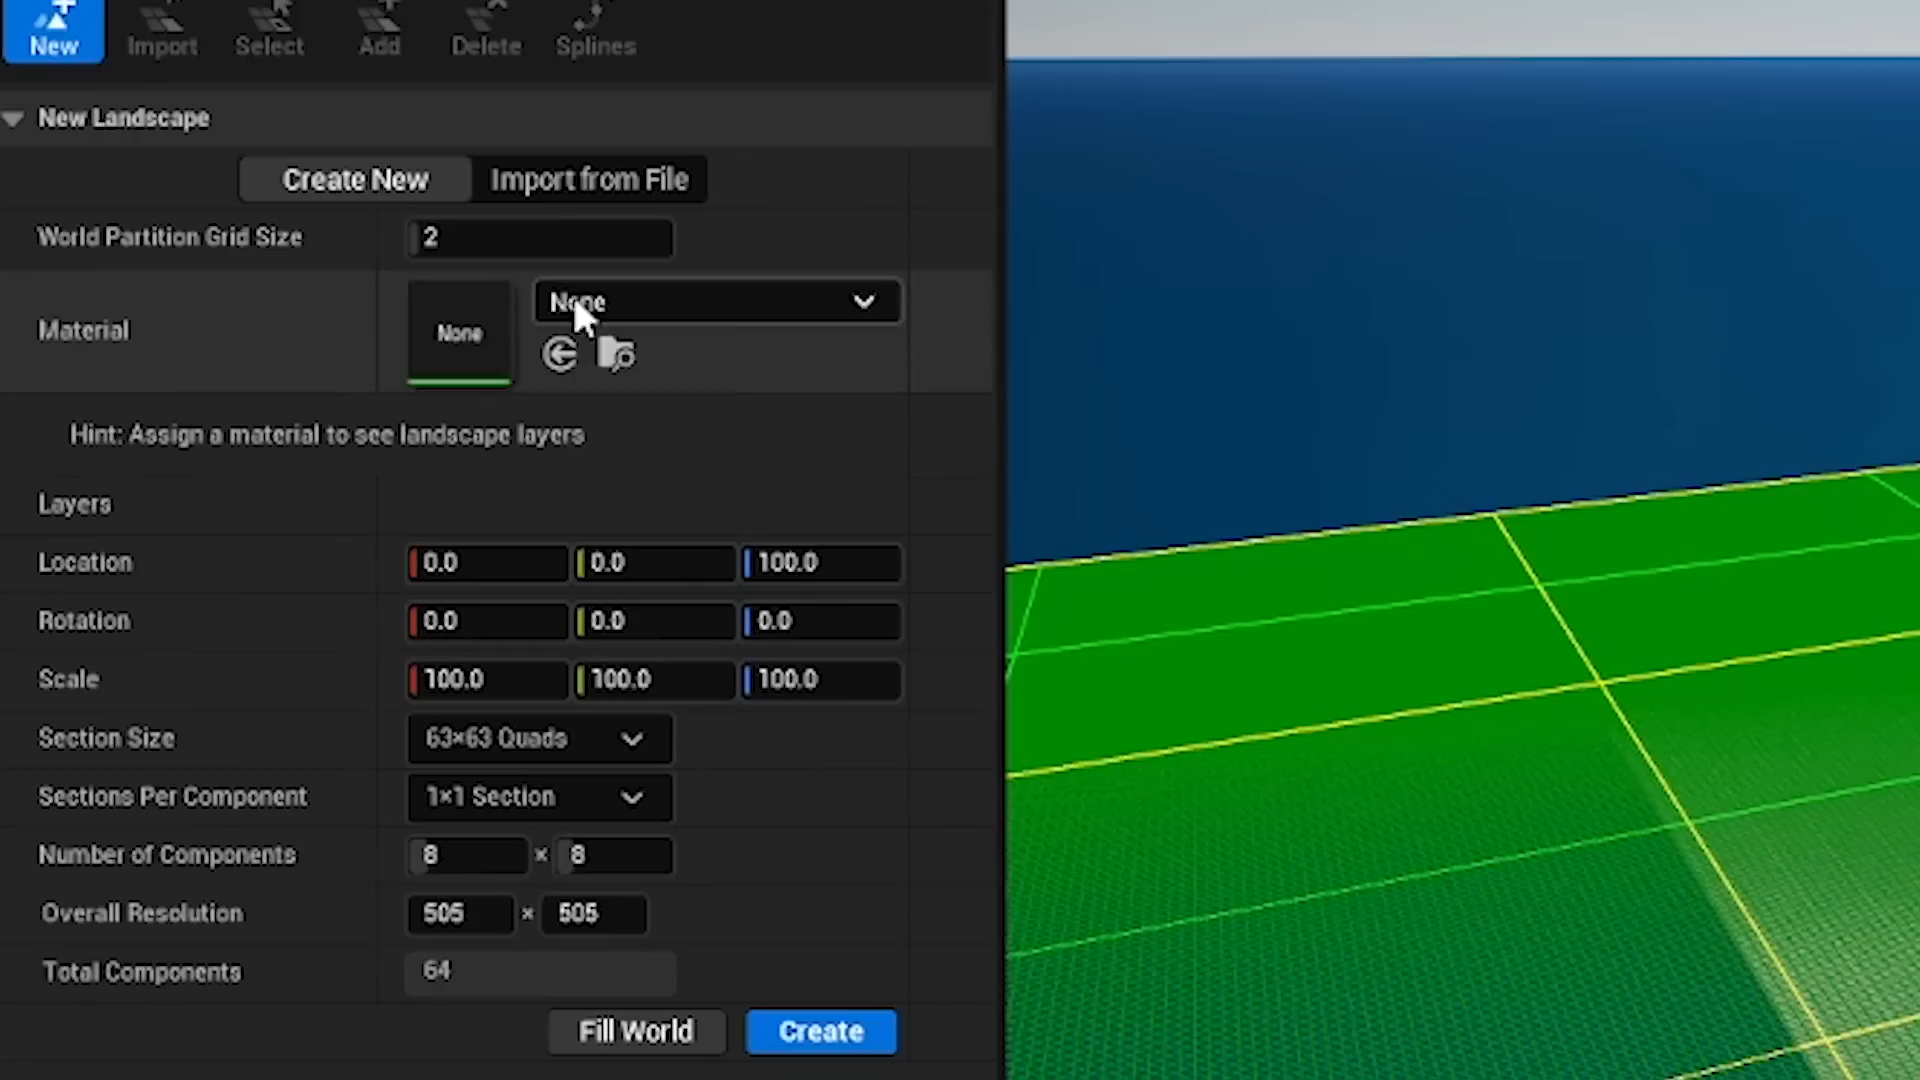 New Import Select Add Delete Splines
New Landscape
Create New Import from File
World Partition Grid Size 2
Material None None
Hint: Assign a material to see landscape layers
Layers
Location 0.0 0.0 100.0
Rotation 0.0 0.0 0.0
Scale 100.0 100.0 100.0
Section Size 63×63 Quads
Sections Per Component 1×1 Section
Number of Components 8 × 8
Overall Resolution 505 × 505
Total Components 64
Fill World Create